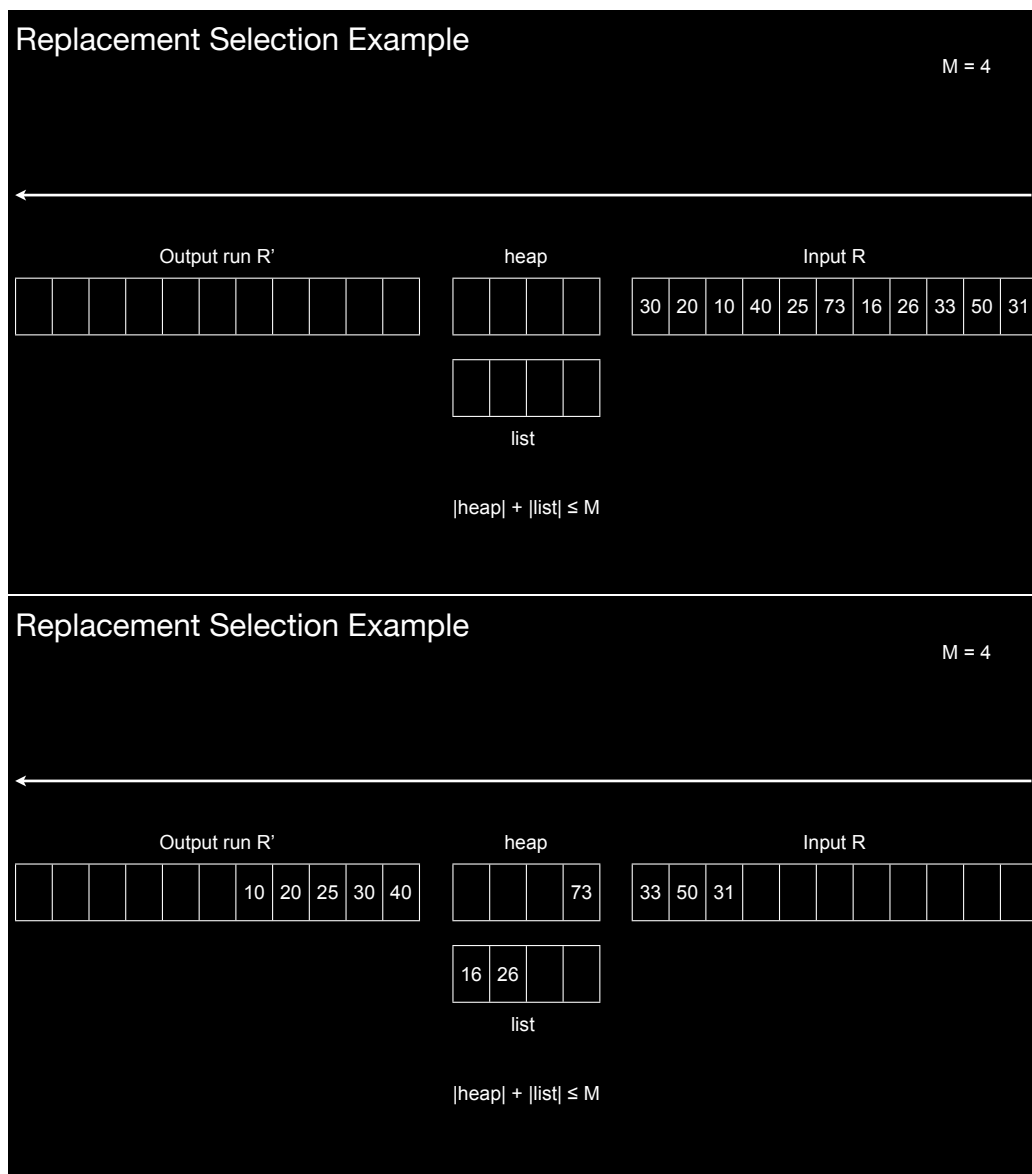 Replacement Selection Example
M = 4
Output run R’ heap Input R
30 20 10 40 25 73 16 26 33 50 31
list
|heap| + |list| ≤ M
Replacement Selection Example
M = 4
Output run R’ heap Input R
10 20 25 30 40 73 33 50 31
16 26
list
|heap| + |list| ≤ M